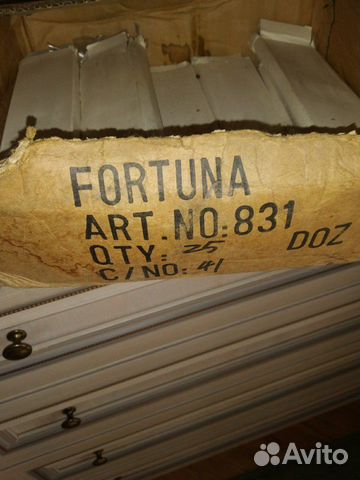 FORTUNA
ART.NO:831
QTY: 25 DOZ
C/NO: 41
Avito